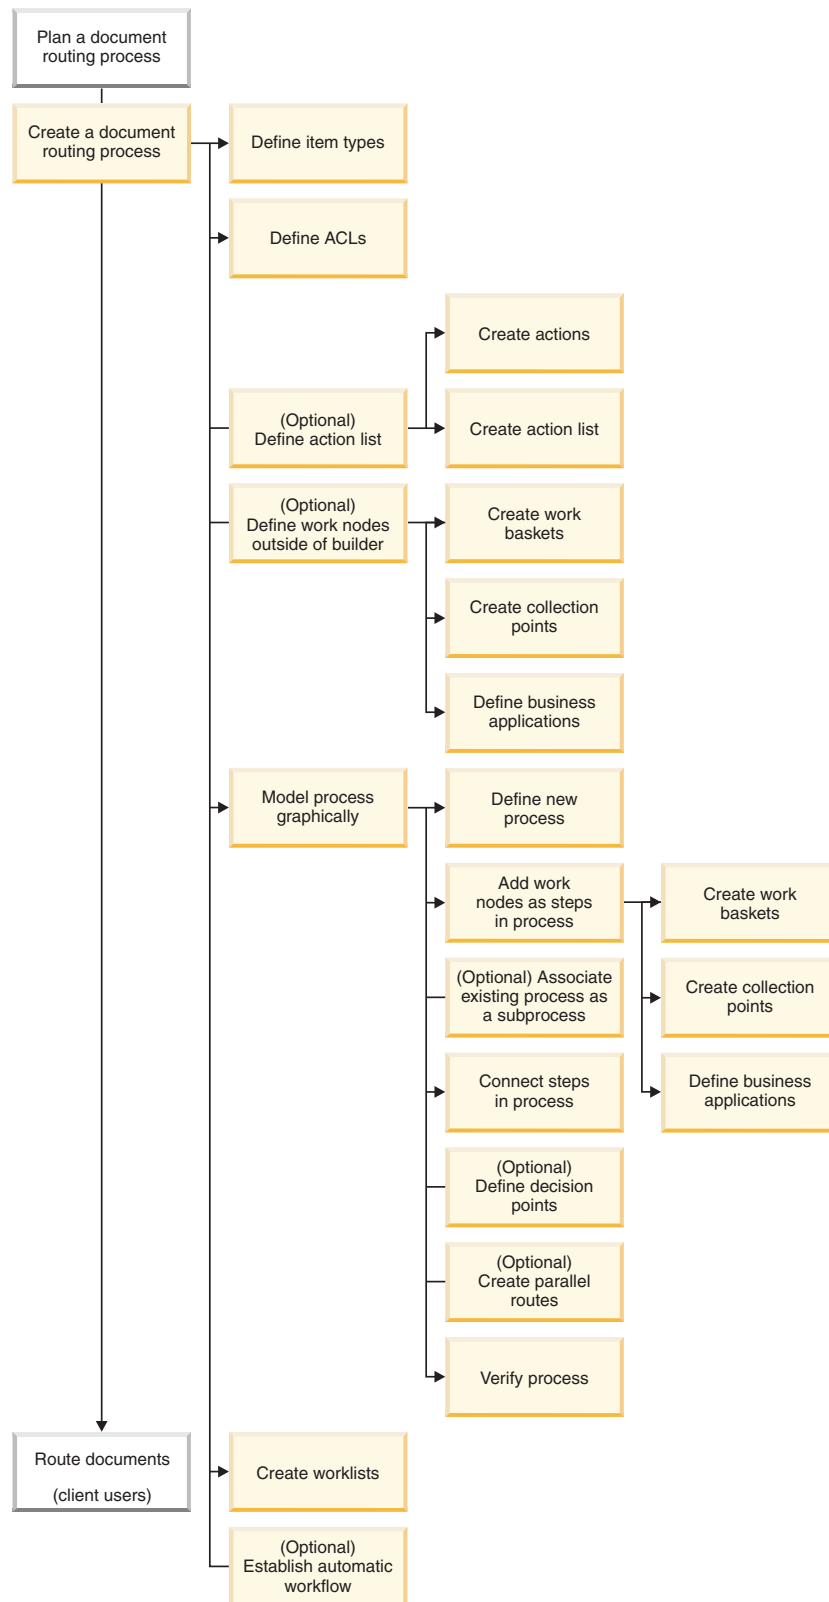 Plan a document
routing process
Create a document
routing process
Define item types
Define ACLs
Create actions
(Optional)
Define action list
Create action list
(Optional)
Define work nodes
outside of builder
Create work
baskets
Create collection
points
Define business
applications
Model process
graphically
Define new
process
Add work
nodes as steps
in process
Create work
baskets
(Optional) Associate
existing process as
a subprocess
Create collection
points
Connect steps
in process
Define business
applications
(Optional)
Define decision
points
(Optional)
Create parallel
routes
Verify process
Route documents
(client users)
Create worklists
(Optional)
Establish automatic
workflow